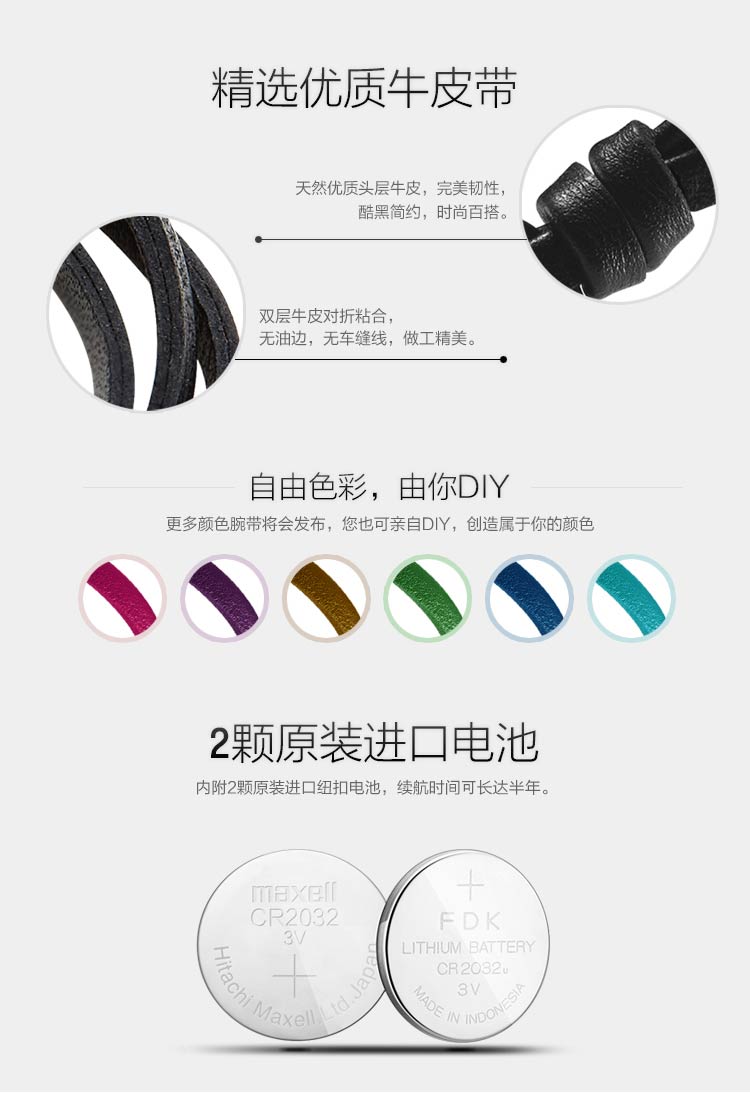 精选优质牛皮带
天然优质头层牛皮，完美韧性，
酷黑简约，时尚百搭。
双层牛皮对折粘合，
无油边，无车缝线，做工精美。
自由色彩，由你DIY
更多颜色腕带将会发布，您也可亲自DIY，创造属于你的颜色
2颗原装进口电池
内附2颗原装进口纽扣电池，续航时间可长达半年。
maxell
CR2032
3V
Hitachi Maxell,Ltd.Japan
FDK
LITHIUM BATTERY
CR2032u
3V
MADE IN INDONESIA